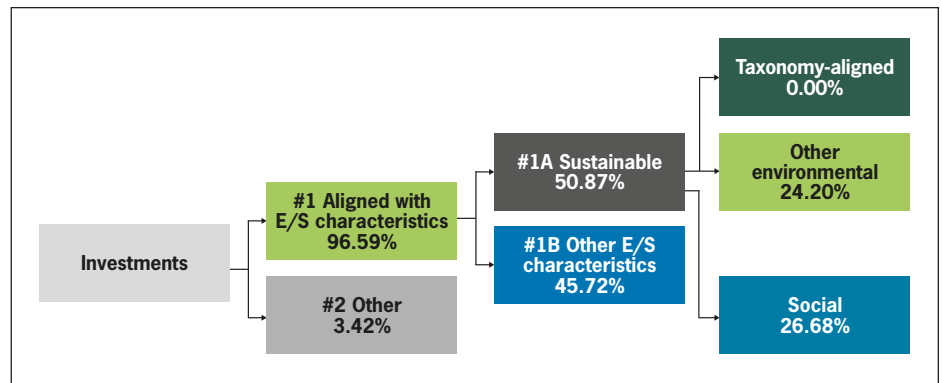 Investments
#1 Aligned with
E/S characteristics
96.59%
#2 Other
3.42%
#1A Sustainable
50.87%
#1B Other E/S
characteristics
45.72%
Taxonomy-aligned
0.00%
Other
environmental
24.20%
Social
26.68%